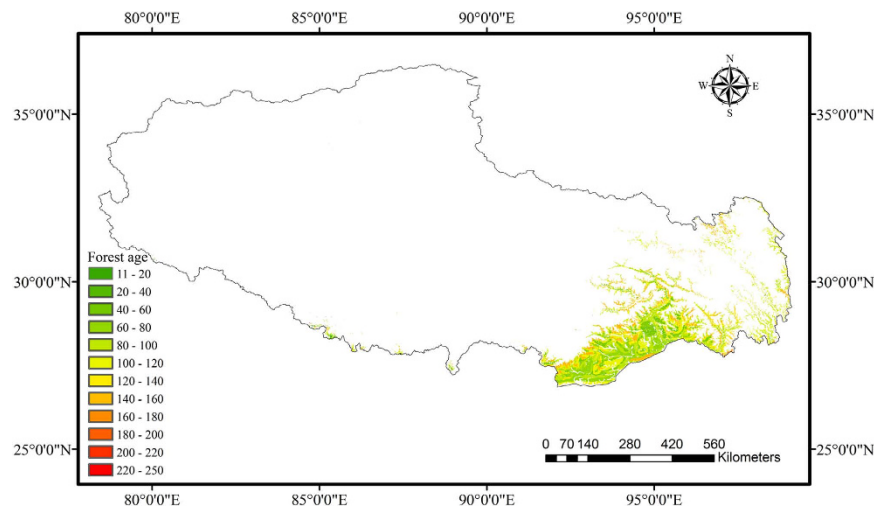 80°0'0"E 85°0'0"E 90°0'0"E 95°0'0"E
N
W E
S
35°0'0"N 35°0'0"N
30°0'0"N 30°0'0"N
25°0'0"N 25°0'0"N
Forest age
11 - 20
20 - 40
40 - 60
60 - 80
80 - 100
100 - 120
120 - 140
140 - 160
160 - 180
180 - 200
200 - 220
220 - 250
0 70 140 280 420 560
Kilometers
80°0'0"E 85°0'0"E 90°0'0"E 95°0'0"E